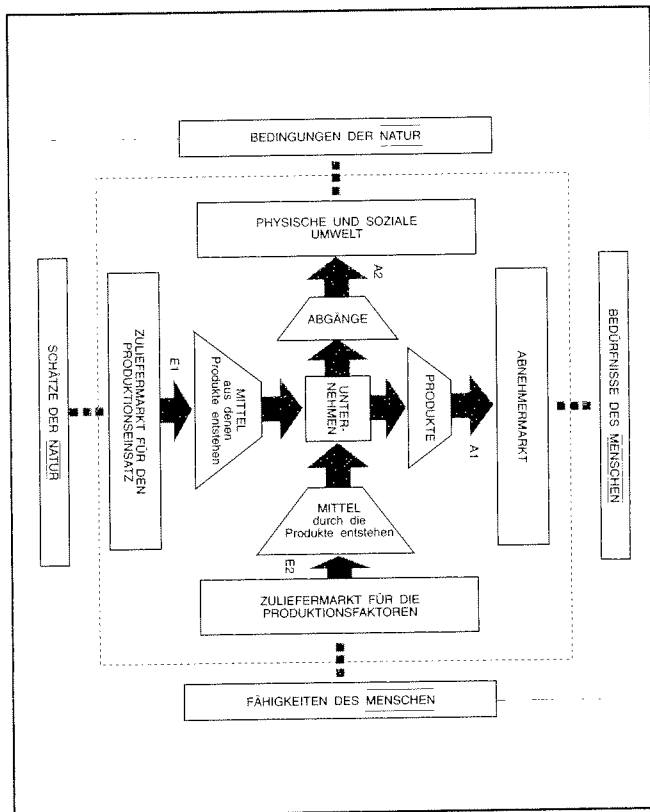 BEDINGUNGEN DER NATUR
PHYSISCHE UND SOZIALE
UMWELT
A2
ABGÄNGE
SCHÄTZE DER NATUR
ZULIEFERMARKT FÜR DEN
PRODUKTIONSEINSATZ
E1
MITTEL
aus denen
Produkte entstehen
UNTER-
NEHMEN
PRODUKTE
A1
ABNEHMERMARKT
BEDÜRFNISSE DES MENSCHEN
MITTEL
durch die
Produkte entstehen
E2
ZULIEFERMARKT FÜR DIE
PRODUKTIONSFAKTOREN
FÄHIGKEITEN DES MENSCHEN